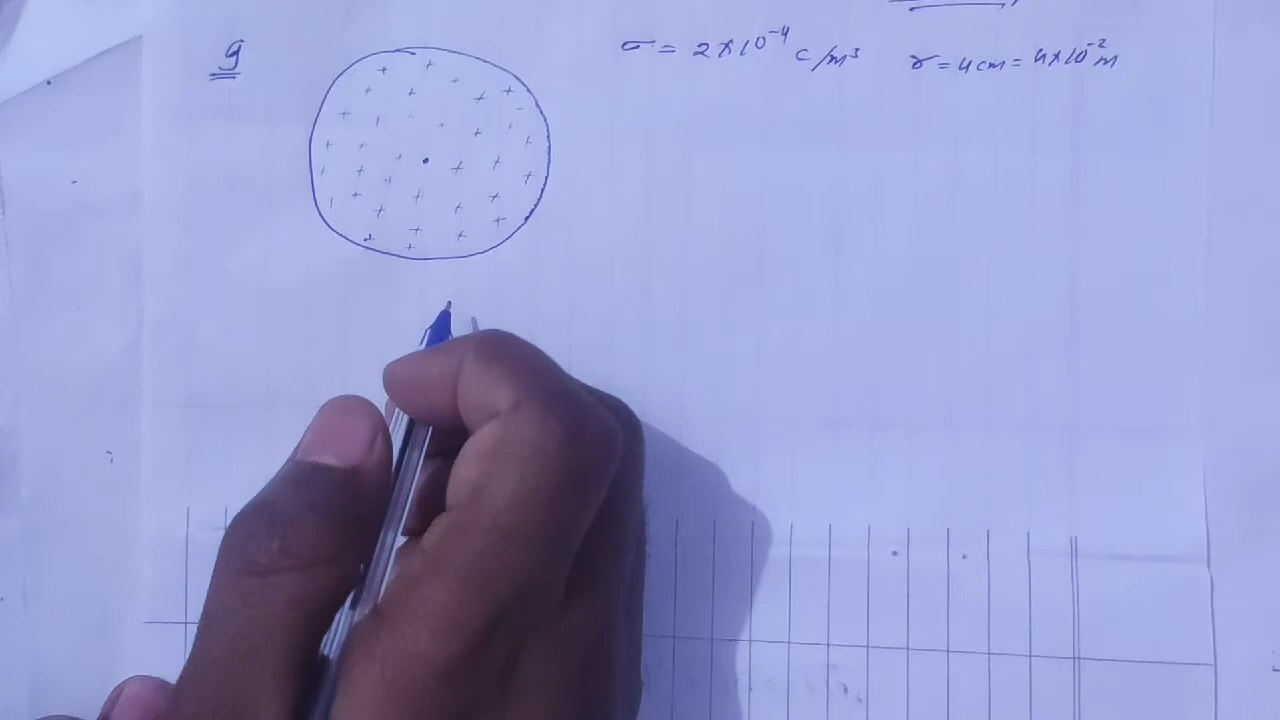 9
σ = 2×10⁻⁴ c/m³ r = 4cm = 4×10⁻² m